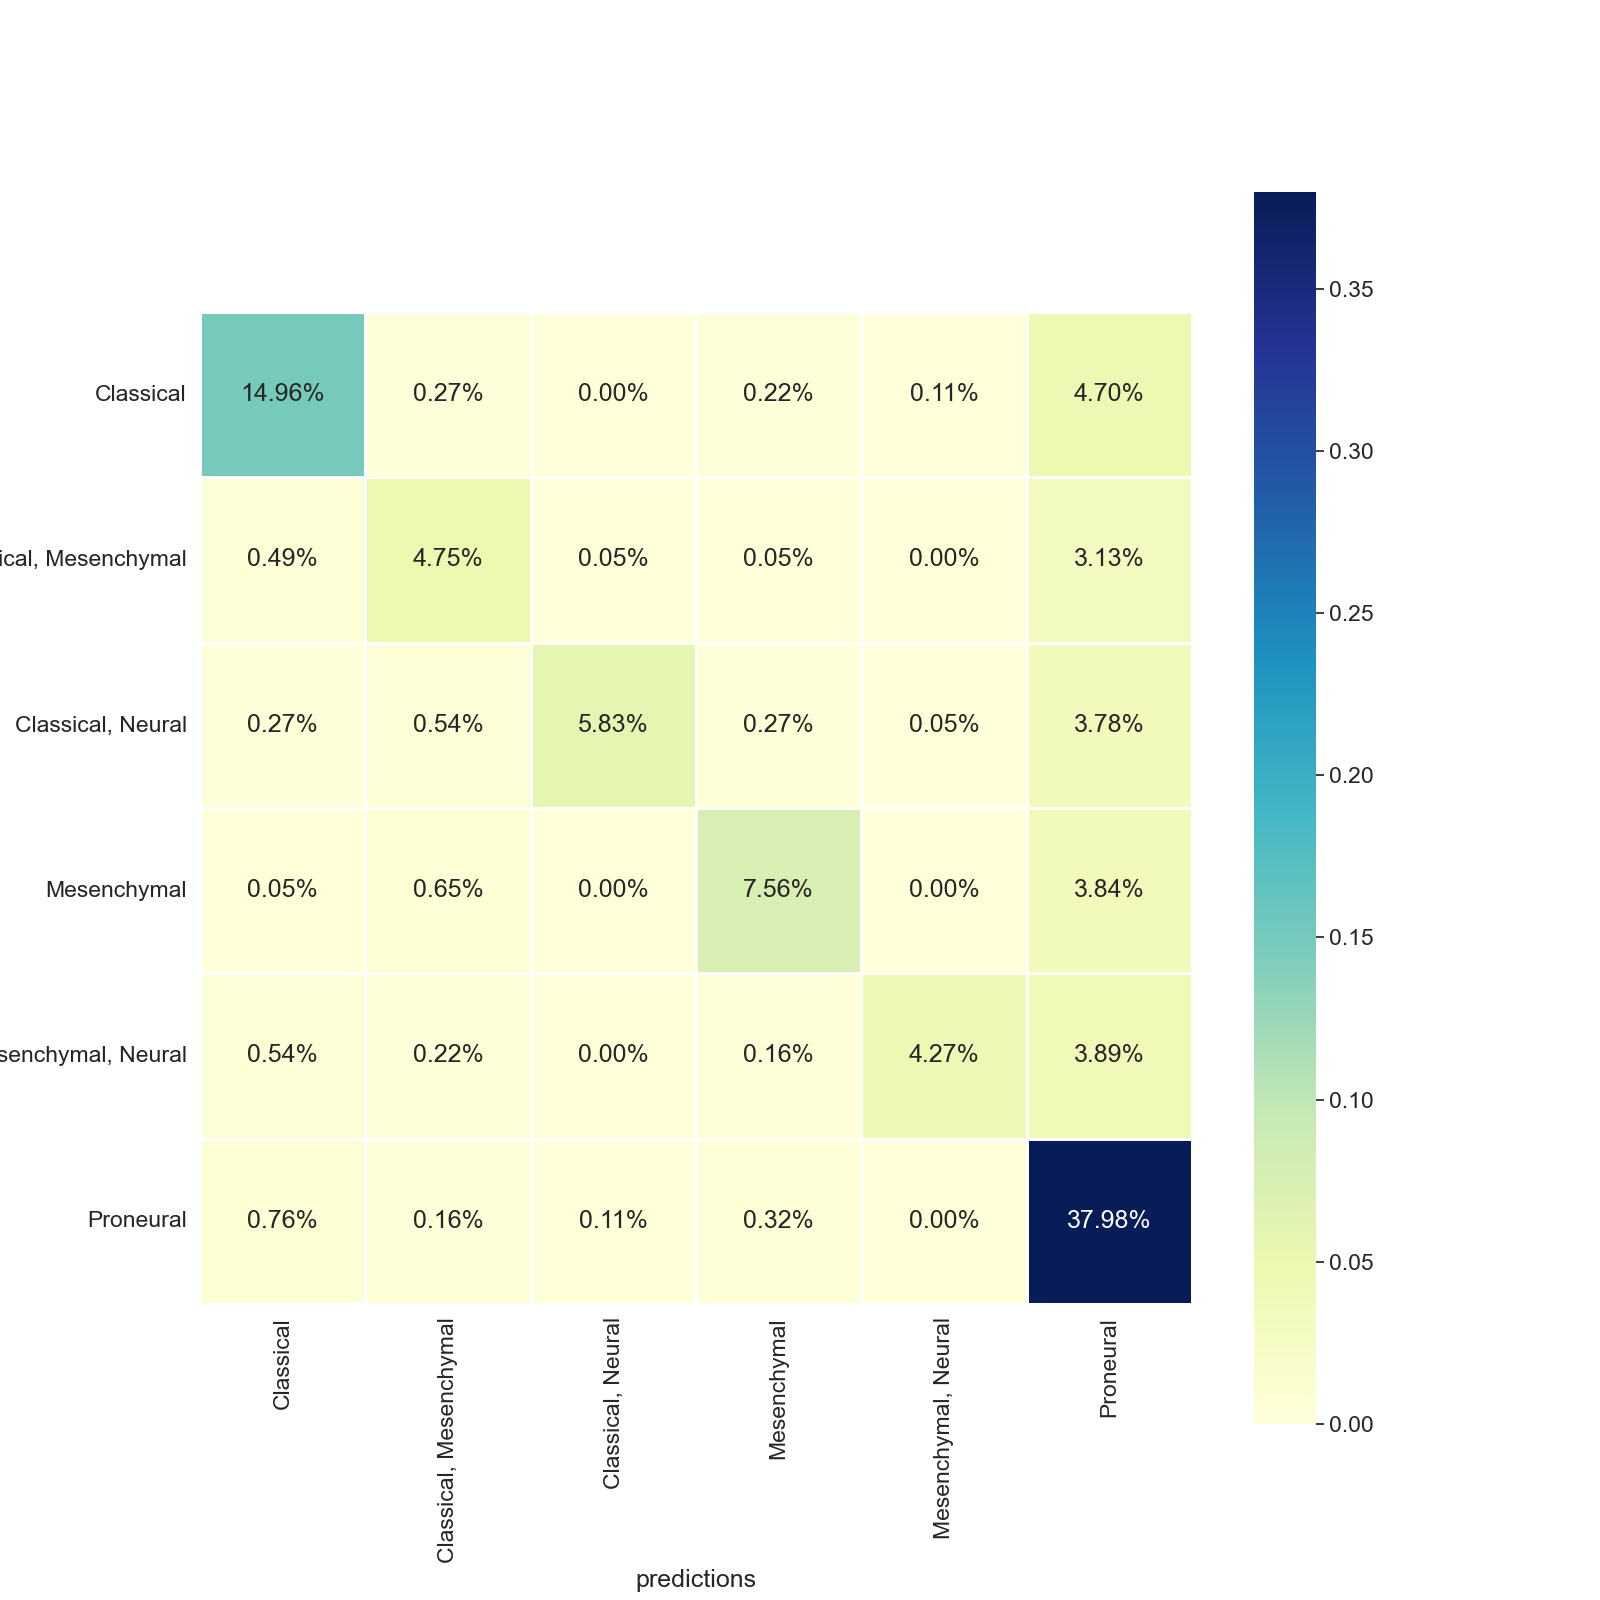 Classical 14.96% 0.27% 0.00% 0.22% 0.11% 4.70%
ical, Mesenchymal 0.49% 4.75% 0.05% 0.05% 0.00% 3.13%
Classical, Neural 0.27% 0.54% 5.83% 0.27% 0.05% 3.78%
Mesenchymal 0.05% 0.65% 0.00% 7.56% 0.00% 3.84%
senchymal, Neural 0.54% 0.22% 0.00% 0.16% 4.27% 3.89%
Proneural 0.76% 0.16% 0.11% 0.32% 0.00% 37.98%
Classical
Classical, Mesenchymal
Classical, Neural
Mesenchymal
Mesenchymal, Neural
Proneural
predictions
0.35
0.30
0.25
0.20
0.15
0.10
0.05
0.00